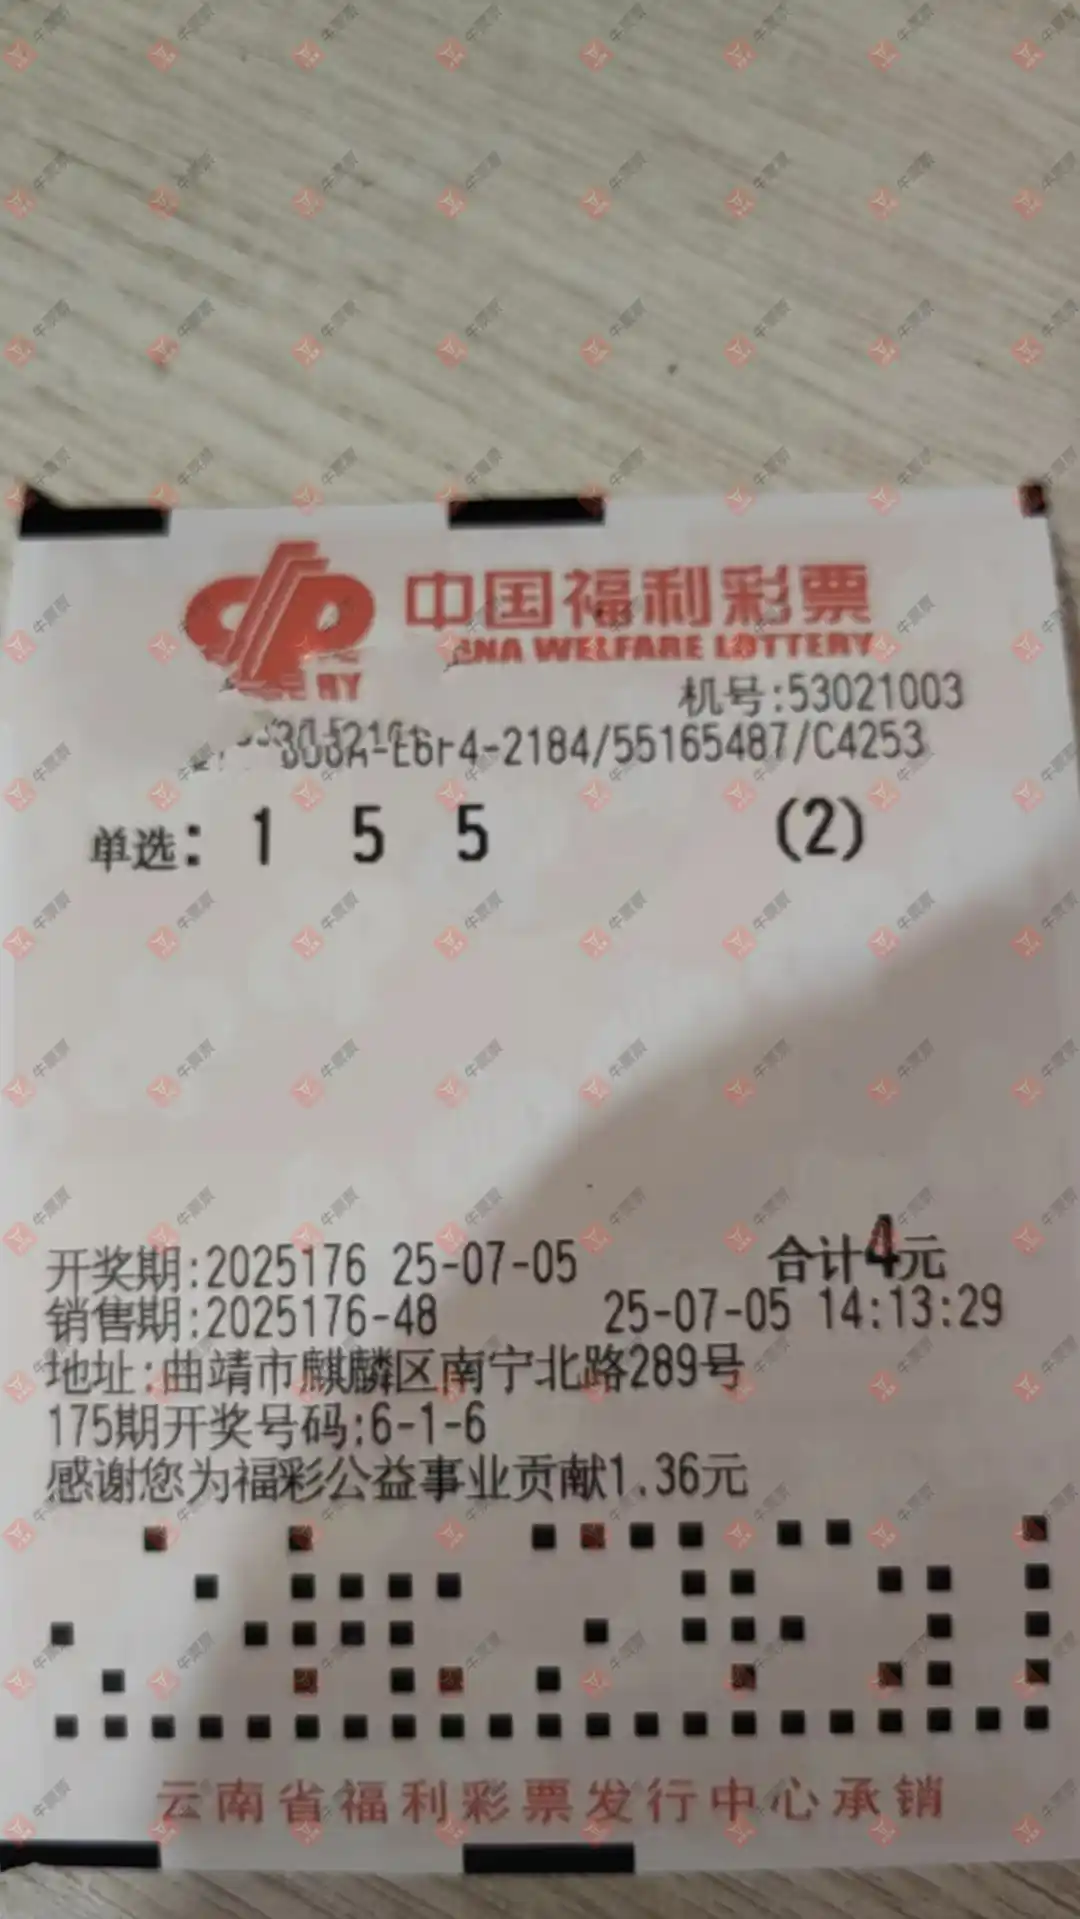 中国福利彩票
NA WELFARE LOTTERY
RY
机号:53021003
4-2184/55165487/C4253
单选: 1 5 5 (2)
开奖期:2025176 25-07-05 合计4元
销售期:2025176-48 25-07-05 14:13:29
地址:曲靖市麒麟区南宁北路289号
175期开奖号码:6-1-6
感谢您为福彩公益事业贡献1.36元
云南省福利彩票发行中心承销
牛票票